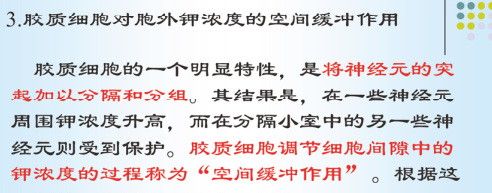 3.胶质细胞对胞外钾浓度的空间缓冲作用
胶质细胞的一个明显特性，是将神经元的突
起加以分隔和分组。其结果是，在一些神经元
周围钾浓度升高，而在分隔小室中的另一些神
经元则受到保护。胶质细胞调节细胞间隙中的
钾浓度的过程称为“空间缓冲作用”。根据这